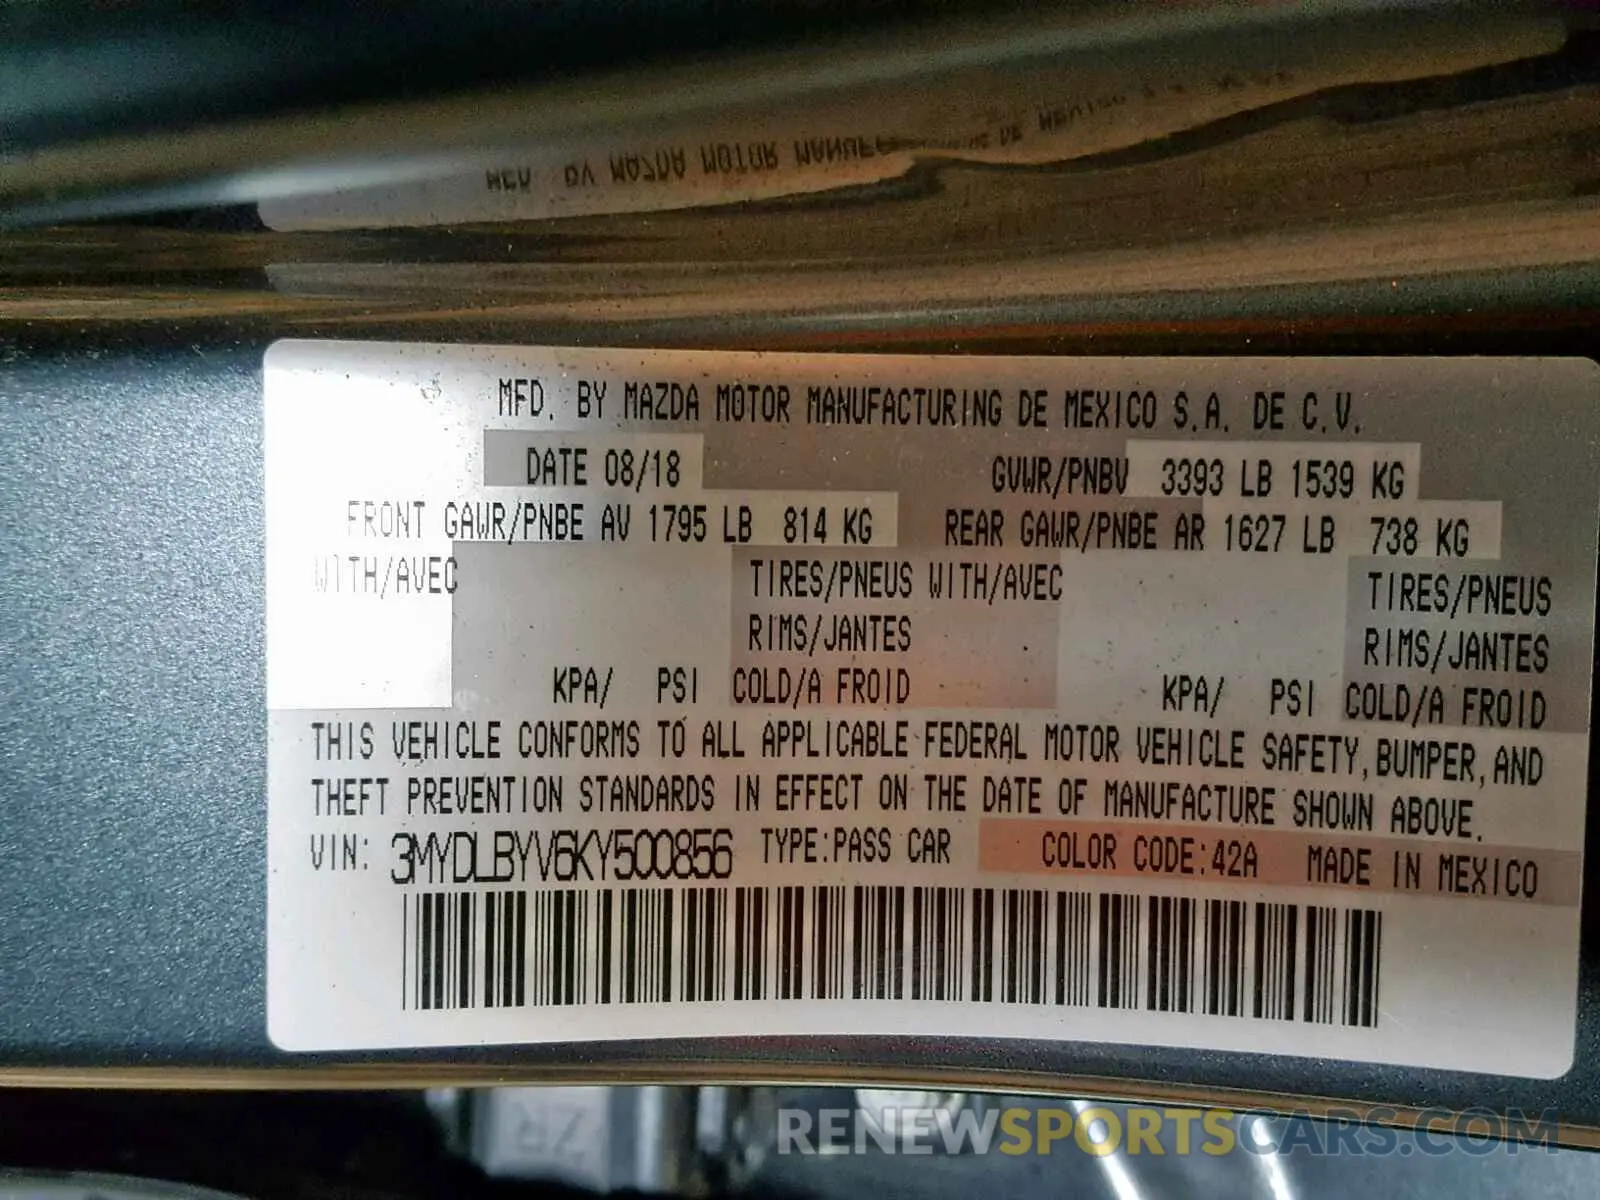 MFD. BY MAZDA MOTOR MANUFACTURING DE MEXICO S.A. DE C.V.
DATE 08/18 GVWR/PNBV 3393 LB 1539 KG
FRONT GAWR/PNBE AV 1795 LB 814 KG REAR GAWR/PNBE AR 1627 LB 738 KG
WITH/AVEC TIRES/PNEUS WITH/AVEC TIRES/PNEUS
RIMS/JANTES RIMS/JANTES
KPA/ PSI COLD/A FROID KPA/ PSI COLD/A FROID
THIS VEHICLE CONFORMS TO ALL APPLICABLE FEDERAL MOTOR VEHICLE SAFETY, BUMPER, AND
THEFT PREVENTION STANDARDS IN EFFECT ON THE DATE OF MANUFACTURE SHOWN ABOVE.
VIN: 3MYDLBYV6KY500856 TYPE:PASS CAR COLOR CODE:42A MADE IN MEXICO
RENEWSPORTSCARS.COM